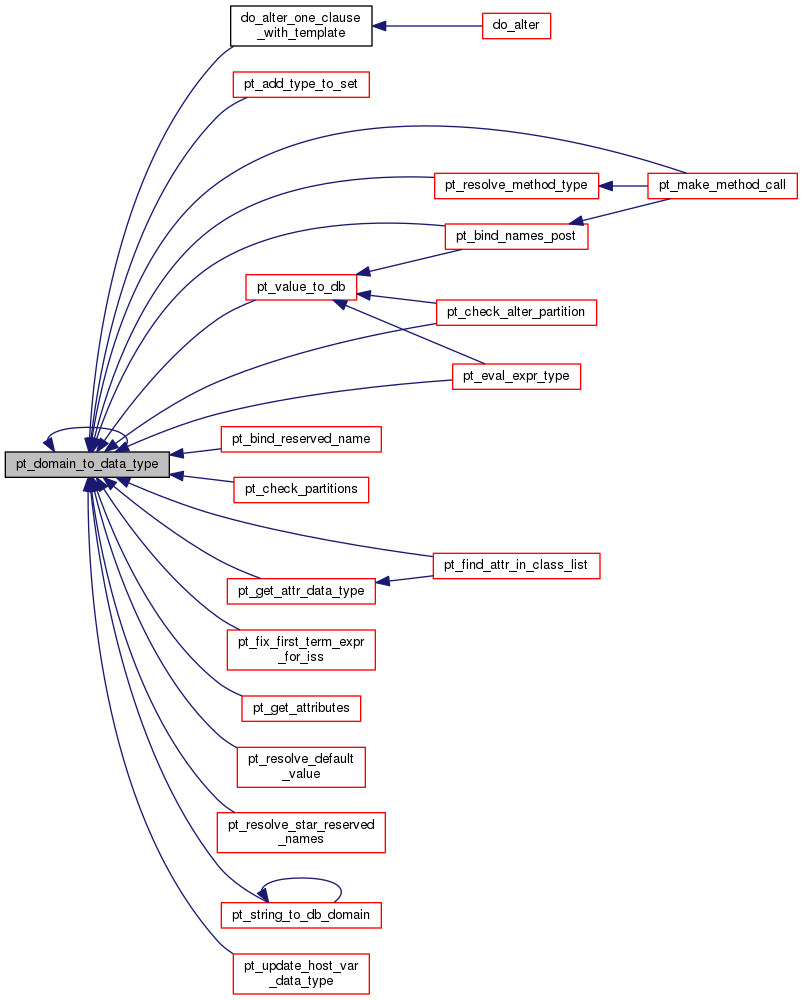 do_alter_one_clause
_with_template
do_alter
pt_add_type_to_set
pt_resolve_method_type
pt_make_method_call
pt_bind_names_post
pt_value_to_db
pt_check_alter_partition
pt_eval_expr_type
pt_bind_reserved_name
pt_domain_to_data_type
pt_check_partitions
pt_find_attr_in_class_list
pt_get_attr_data_type
pt_fix_first_term_expr
_for_iss
pt_get_attributes
pt_resolve_default
_value
pt_resolve_star_reserved
_names
pt_string_to_db_domain
pt_update_host_var
_data_type